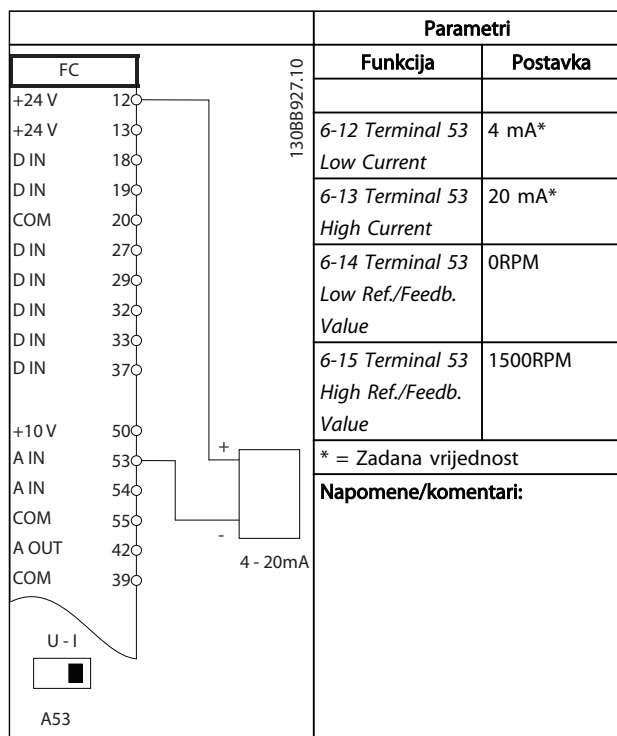 FC
+24 V 12
+24 V 13
D IN 18
D IN 19
COM 20
D IN 27
D IN 29
D IN 32
D IN 33
D IN 37
+10 V 50
A IN 53
A IN 54
COM 55
A OUT 42
COM 39
+
-
4 - 20mA
U - I
A53
130BB927.10
Parametri
Funkcija Postavka
6-12 Terminal 53 4 mA*
Low Current
6-13 Terminal 53 20 mA*
High Current
6-14 Terminal 53 0RPM
Low Ref./Feedb.
Value
6-15 Terminal 53 1500RPM
High Ref./Feedb.
Value
* = Zadana vrijednost
Napomene/komentari: